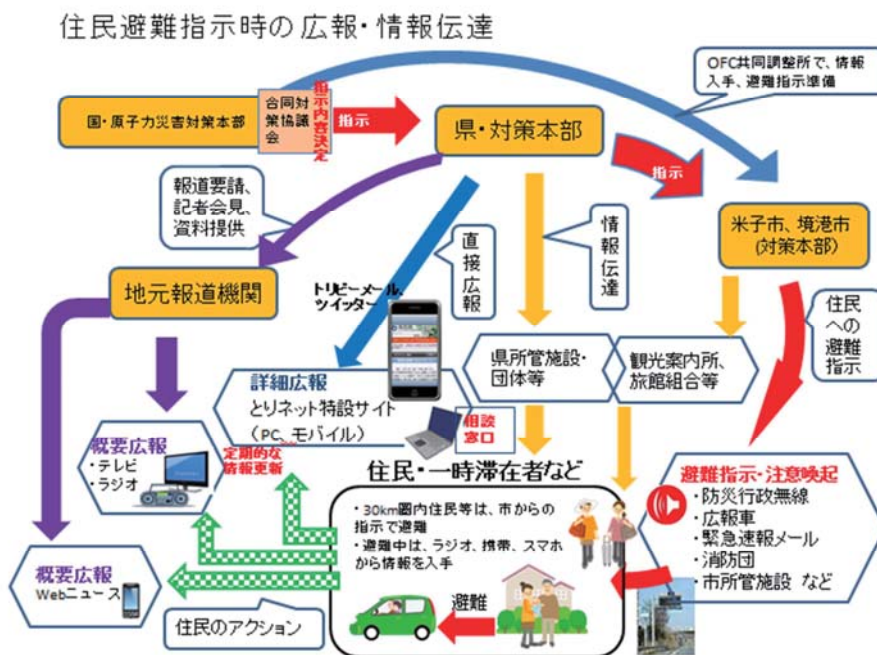 住民避難指示時の広報・情報伝達
OFC共同調整所で、情報
入手、避難指示準備
国・原子力災害対策本部
合同対
策協議
会
指示内容決定
指示
県・対策本部
指示
報道要請、
記者会見、
資料提供
米子市、境港市
(対策本部)
直接広報
情報伝達
地元報道機関
トリピーメール、
ツイッター
住民
への
避難
指示
県所管施設・
団体等
観光案内所、
旅館組合等
詳細広報
とりネット特設サイト
（PC、モバイル）
相談
窓口
概要広報
・テレビ
・ラジオ
定期的な
情報更新
住民・一時滞在者など
・30km圏内住民等は、市からの
指示で避難
・避難中は、ラジオ、携帯、スマホ
から情報を入手
避難指示・注意喚起
・防災行政無線
・広報車
・緊急速報メール
・消防団
・市所管施設 など
概要広報
Webニュース
避難
住民のアクション